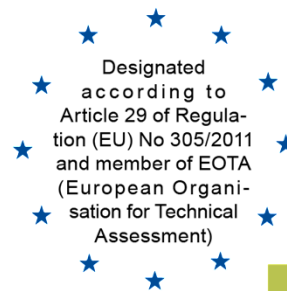 Designated
according to
Article 29 of Regula-
tion (EU) No 305/2011
and member of EOTA
(European Organi-
sation for Technical
Assessment)